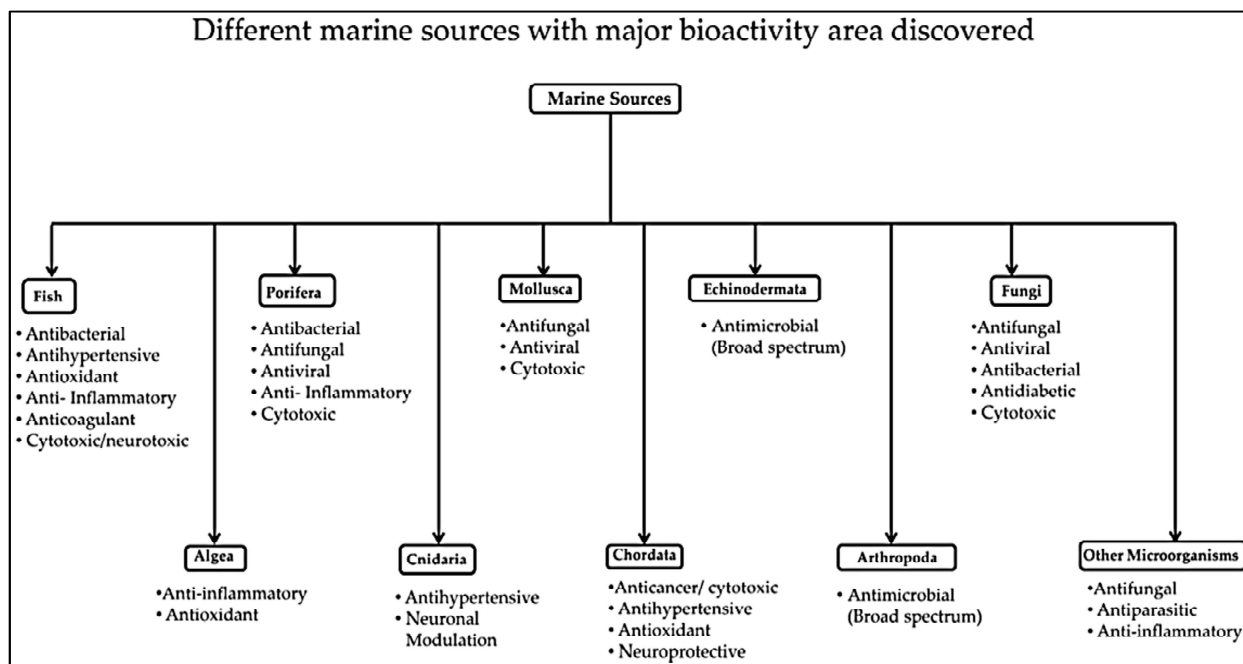 Different marine sources with major bioactivity area discovered
Marine Sources
Fish
• Antibacterial
• Antihypertensive
• Antioxidant
• Anti- Inflammatory
• Anticoagulant
• Cytotoxic/neurotoxic
Porifera
• Antibacterial
• Antifungal
• Antiviral
• Anti- Inflammatory
• Cytotoxic
Mollusca
•Antifungal
• Antiviral
• Cytotoxic
Echinodermata
• Antimicrobial
(Broad spectrum)
Fungi
•Antifungal
• Antiviral
• Antibacterial
• Antidiabetic
• Cytotoxic
Algea
•Anti-inflammatory
• Antioxidant
Cnidaria
• Antihypertensive
• Neuronal
Modulation
Chordata
•Anticancer/ cytotoxic
• Antihypertensive
• Antioxidant
• Neuroprotective
Arthropoda
• Antimicrobial
(Broad spectrum)
Other Microorganisms
• Antifungal
• Antiparasitic
• Anti-inflammatory